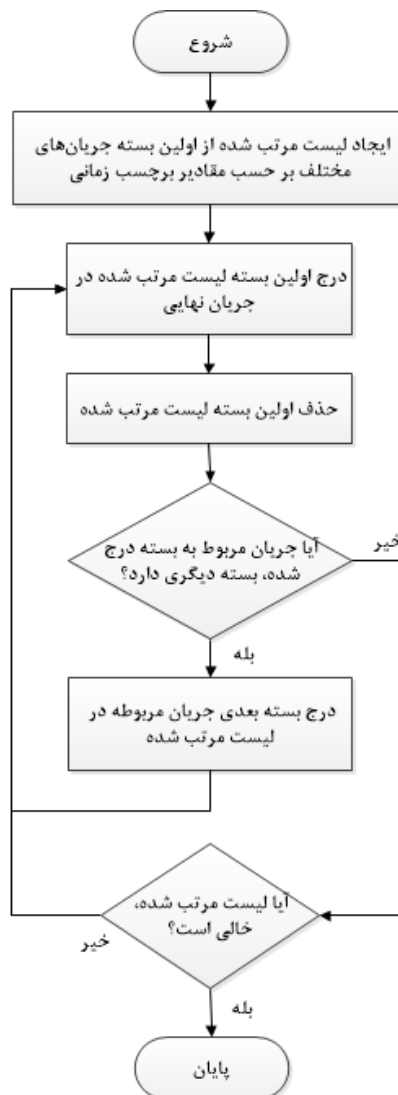 شروع
ایجاد لیست مرتب شده از اولین بسته جریان‌های
مختلف بر حسب مقادیر برچسب زمانی
درج اولین بسته لیست مرتب شده در
جریان نهایی
حذف اولین بسته لیست مرتب شده
آیا جریان مربوط به بسته درج
شده، بسته دیگری دارد؟
خیر
بله
درج بسته بعدی جریان مربوطه در
لیست مرتب شده
آیا لیست مرتب شده،
خالی است؟
خیر
بله
پایان